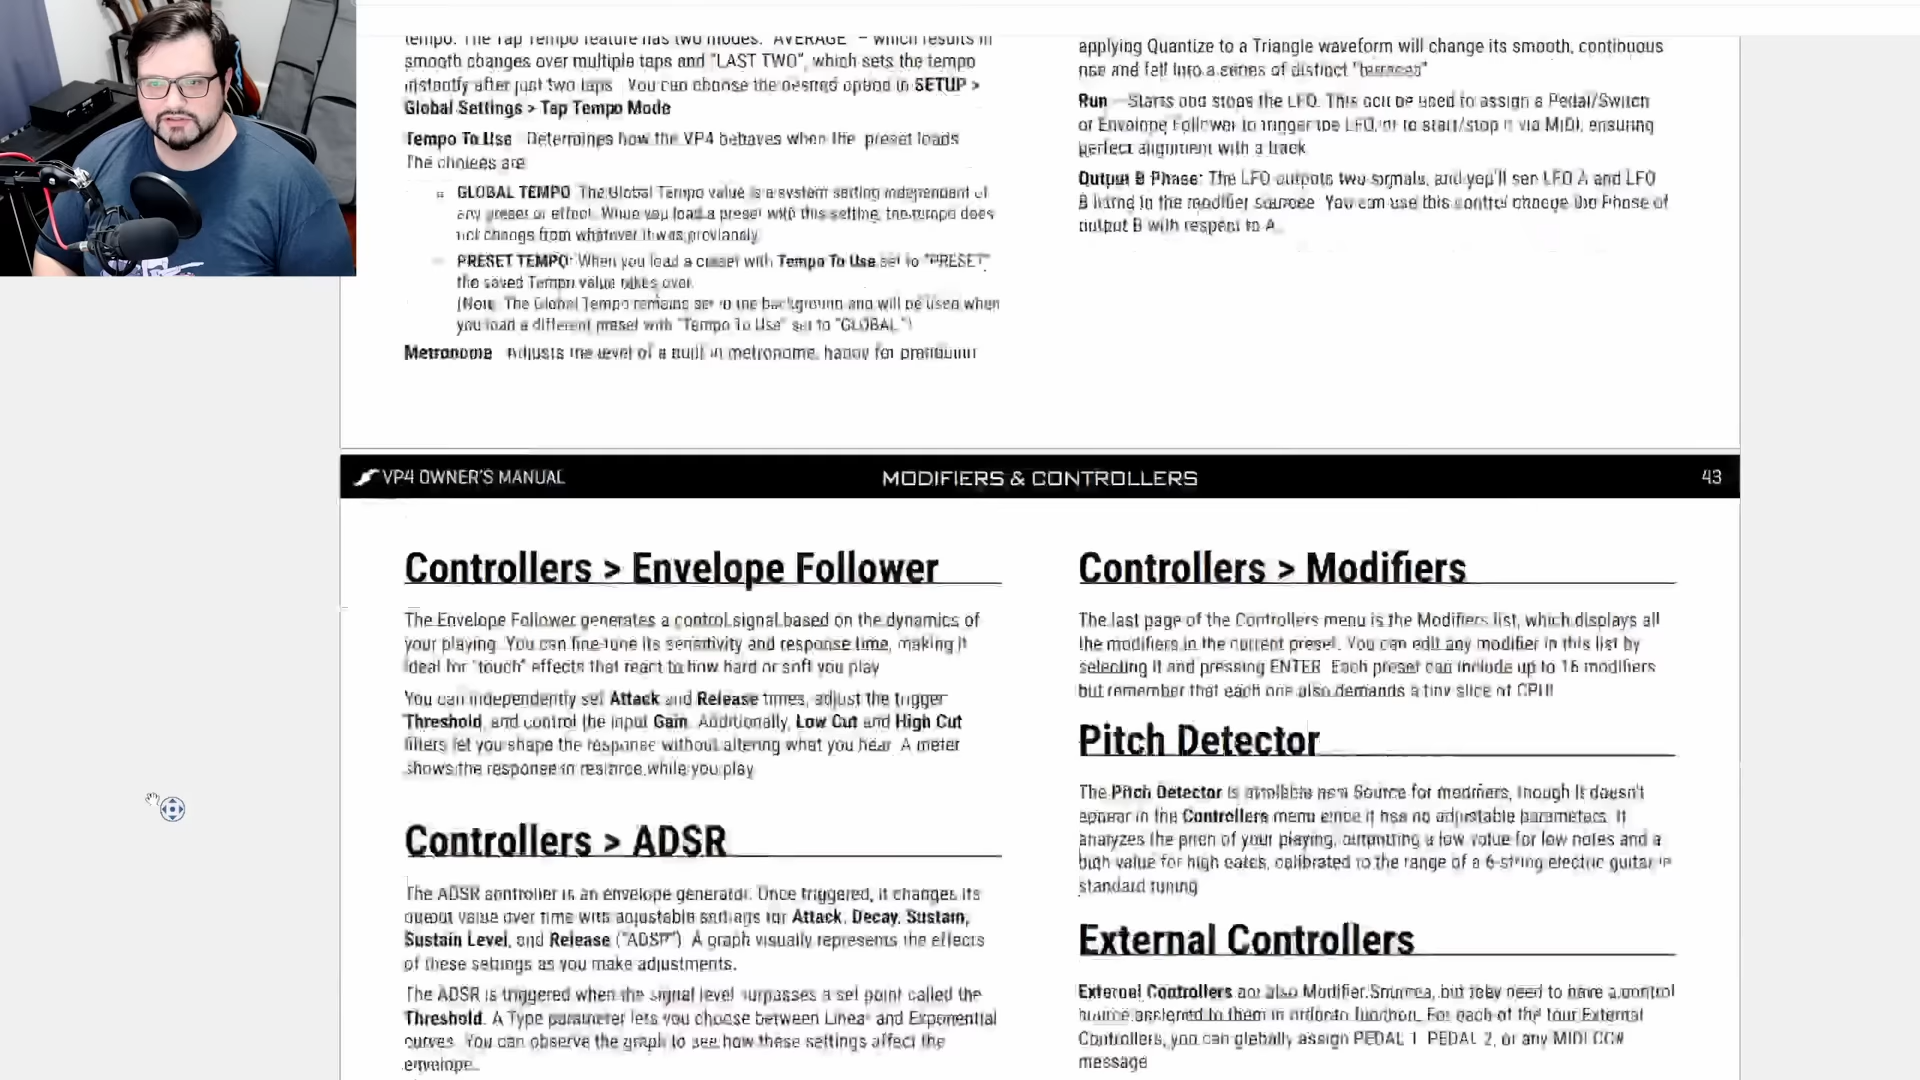 tempo. The Tap Tempo feature has two modes: "AVERAGE" – which results in
smooth changes over multiple taps and "LAST TWO", which sets the tempo
instantly after just two taps. You can choose the desired option in SETUP >
Global Settings > Tap Tempo Mode
Tempo To Use Determines how the VP4 behaves when the preset loads
The choices are
GLOBAL TEMPO The Global Tempo value is a system setting independent of
any preset or effect. When you load a preset with this setting, the tempo does
not change from whatever it was previously
PRESET TEMPO: When you load a preset with Tempo To Use set to "PRESET",
the saved Tempo value takes over.
(Note The Global Tempo remains set in the background and will be used when
you load a different preset with "Tempo To Use" set to "GLOBAL.")
Metronome Adjusts the level of a built in metronome, handy for
applying Quantize to a Triangle waveform will change its smooth, continuous
rise and fall into a series of distinct "terraces"
Run Starts and stops the LFO. This can be used to assign a Pedal/Switch
or Envelope Follower to trigger the LFO, or to start/stop it via MIDI, ensuring
perfect alignment with a track
Output B Phase: The LFO outputs two signals, and you'll see LFO A and LFO
B listed in the modifier sources You can use this control change the Phase of
output B with respect to A.
VP4 OWNER'S MANUAL MODIFIERS & CONTROLLERS 43
Controllers > Envelope Follower
The Envelope Follower generates a control signal based on the dynamics of
your playing. You can fine-tune its sensitivity and response time, making it
ideal for "touch" effects that react to how hard or soft you play
You can independently set Attack and Release times, adjust the trigger
Threshold, and control the input Gain. Additionally, Low Cut and High Cut
filters let you shape the response without altering what you hear. A meter
shows the response in real time while you play
Controllers > ADSR
The ADSR controller is an envelope generator. Once triggered, it changes its
output value over time with adjustable settings for Attack, Decay, Sustain,
Sustain Level, and Release ("ADSR") A graph visually represents the effects
of these settings as you make adjustments.
The ADSR is triggered when the signal level surpasses a set point called the
Threshold. A Type parameter lets you choose between Linear and Exponential
curves. You can observe the graph to see how these settings affect the
envelope.
Controllers > Modifiers
The last page of the Controllers menu is the Modifiers list, which displays all
the modifiers in the current preset. You can edit any modifier in this list by
selecting it and pressing ENTER. Each preset can include up to 16 modifiers
but remember that each one also demands a tiny slice of CPU!
Pitch Detector
The Pitch Detector is available as a Source for modifiers, though it doesn't
appear in the Controllers menu since it has no adjustable parameters. It
analyzes the pitch of your playing, outputting a low value for low notes and a
high value for high notes, calibrated to the range of a 6-string electric guitar in
standard tuning
External Controllers
External Controllers are also Modifier Sources, but they need to have a control
source assigned to them in order to function. For each of the four External
Controllers, you can globally assign PEDAL 1 PEDAL 2, or any MIDI CC#
message